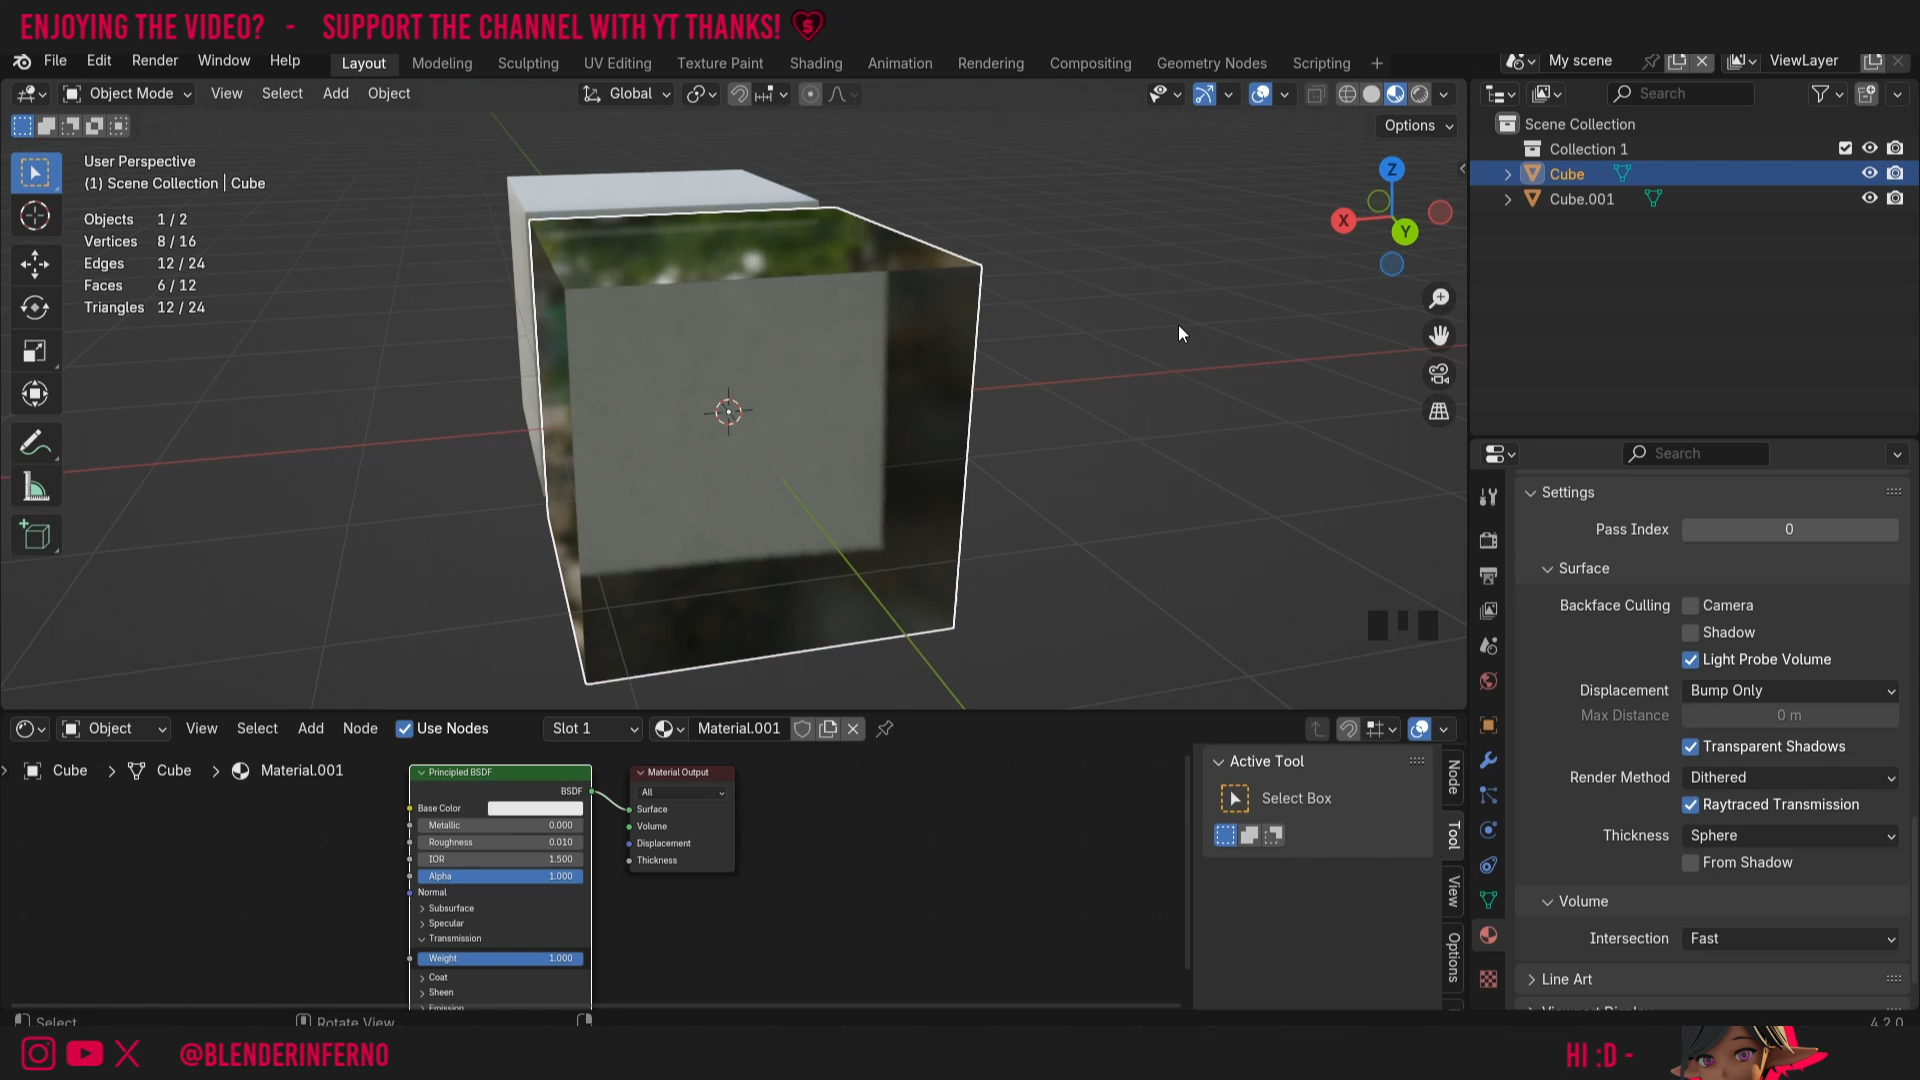 ENJOYING THE VIDEO? - SUPPORT THE CHANNEL WITH YT THANKS!
File Edit Render Window Help Layout Modeling Sculpting UV Editing Texture Paint Shading Animation Rendering Compositing Geometry Nodes Scripting + My scene ViewLayer
Object Mode View Select Add Object Global Search
Options
User Perspective
(1) Scene Collection | Cube
Objects 1 / 2
Vertices 8 / 16
Edges 12 / 24
Faces 6 / 12
Triangles 12 / 24
Z
X
Y
Scene Collection
Collection 1
Cube
Cube.001
Search
Settings
Pass Index 0
Surface
Backface Culling Camera
Shadow
Light Probe Volume
Displacement Bump Only
Max Distance 0 m
Transparent Shadows
Render Method Dithered
Raytraced Transmission
Thickness Sphere
From Shadow
Volume
Intersection Fast
Line Art
Viewport Display
Object View Select Add Node Use Nodes Slot 1 Material.001
Cube > Cube > Material.001
Principled BSDF
BSDF
Base Color
Metallic 0.000
Roughness 0.010
IOR 1.500
Alpha 1.000
Normal
Subsurface
Specular
Transmission
Weight 1.000
Coat
Sheen
Emission
Material Output
All
Surface
Volume
Displacement
Thickness
Active Tool
Select Box
Node
Tool
View
Options
Select Rotate View
4.2.0
@BLENDERINFERNO
HI :D -